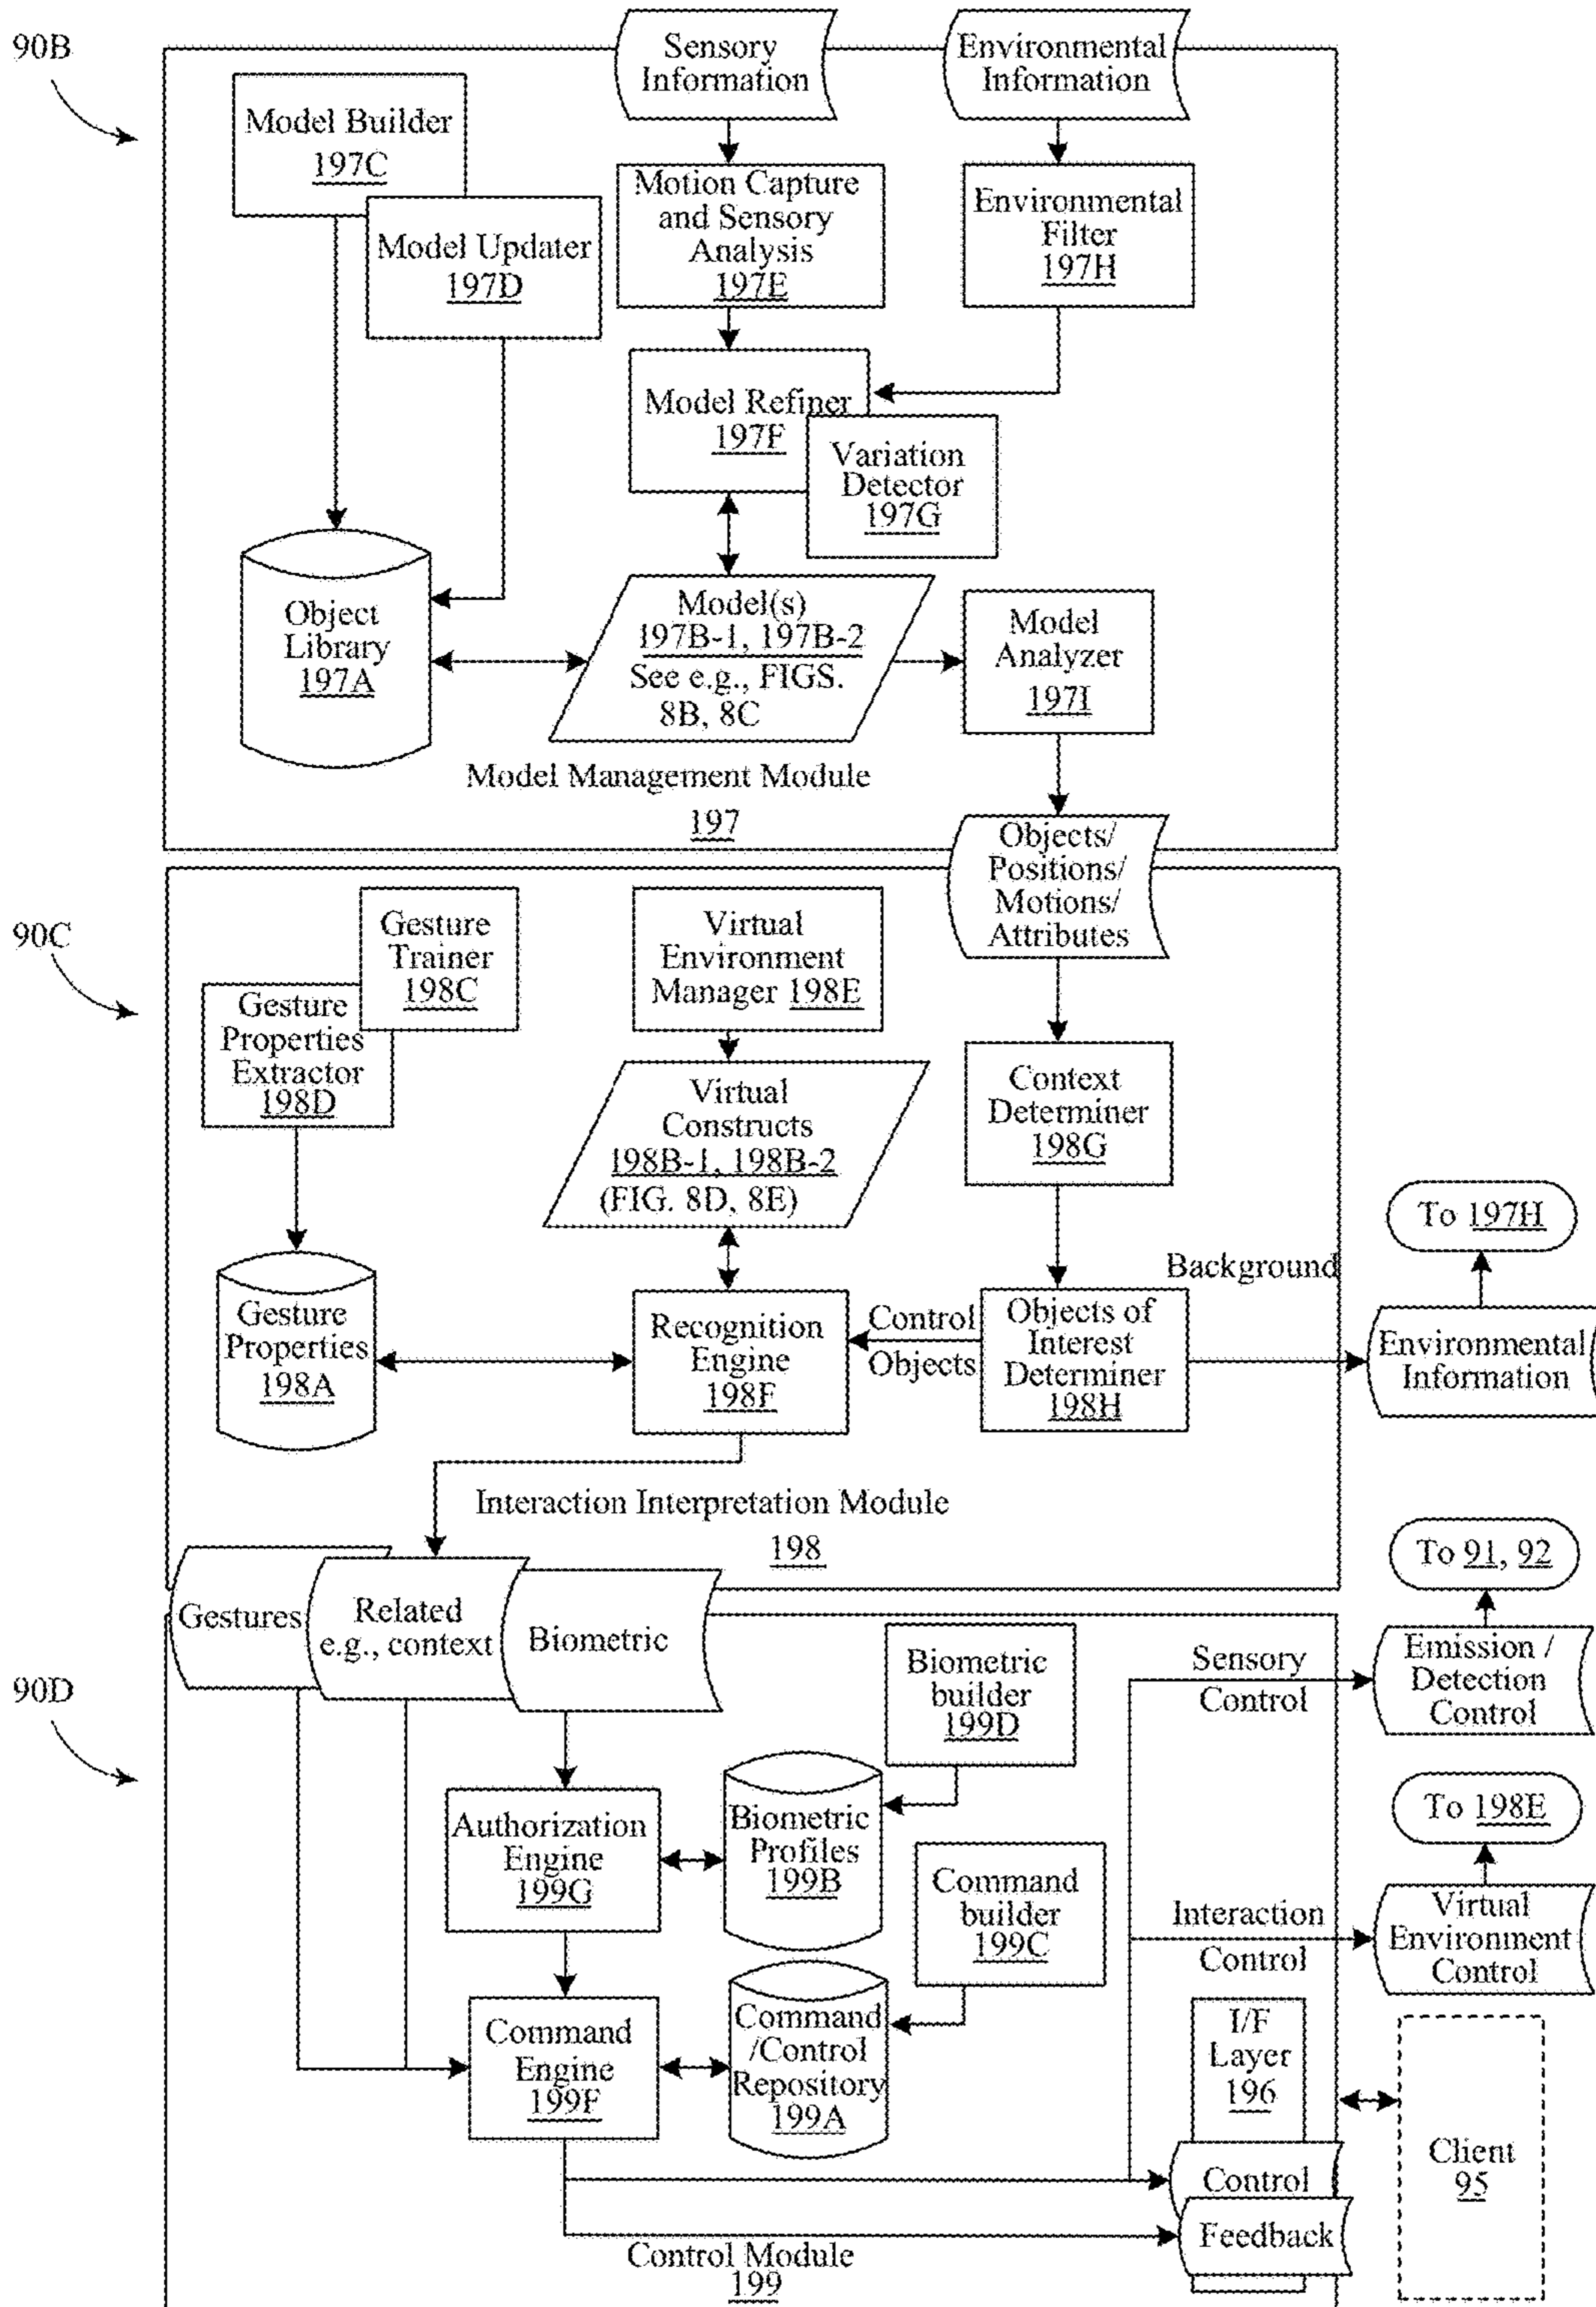 90B
Sensory
Information
Environmental
Information
Model Builder
197C
Model Updater
197D
Motion Capture
and Sensory
Analysis
197E
Environmental
Filter
197H
Model Refiner
197F
Variation
Detector
197G
Object
Library
197A
Model(s)
197B-1, 197B-2
See e.g., FIGS.
8B, 8C
Model
Analyzer
197I
Model Management Module
197
Objects/
Positions/
Motions/
Attributes
90C
Gesture
Trainer
198C
Gesture
Properties
Extractor
198D
Virtual
Environment
Manager 198E
Virtual
Constructs
198B-1, 198B-2
(FIG. 8D, 8E)
Context
Determiner
198G
To 197H
Background
Gesture
Properties
198A
Recognition
Engine
198F
Control
Objects
Objects of
Interest
Determiner
198H
Environmental
Information
Interaction Interpretation Module
198
To 91, 92
Gestures
Related
e.g., context
Biometric
90D
Biometric
builder
199D
Sensory
Control
Emission /
Detection
Control
Authorization
Engine
199G
Biometric
Profiles
199B
To 198E
Command
builder
199C
Interaction
Control
Virtual
Environment
Control
Command
Engine
199F
Command
/Control
Repository
199A
I/F
Layer
196
Client
95
Control
Feedback
Control Module
199